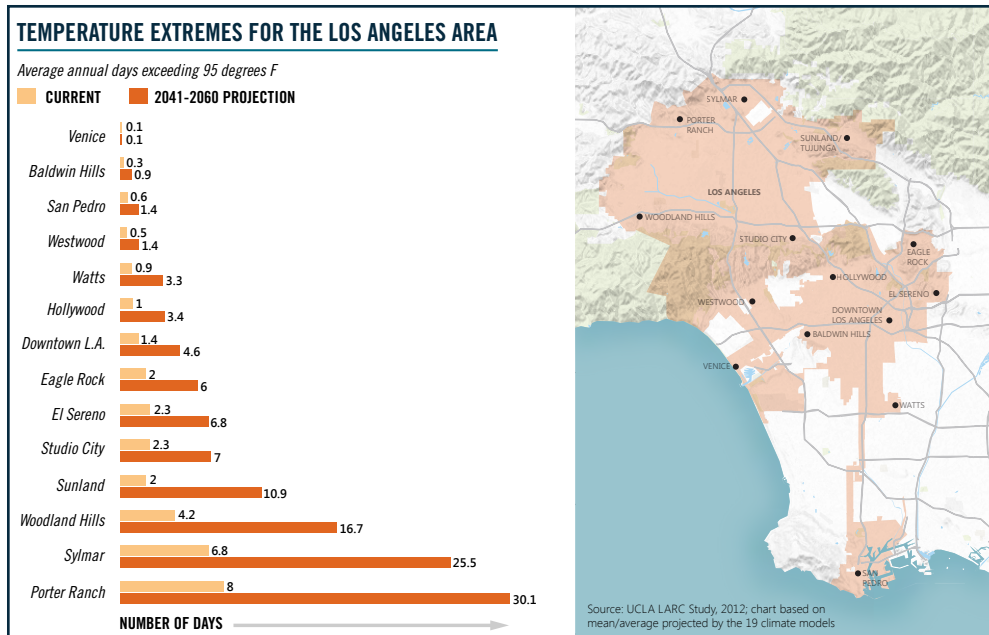 TEMPERATURE EXTREMES FOR THE LOS ANGELES AREA
Average annual days exceeding 95 degrees F
CURRENT 2041-2060 PROJECTION
Venice 0.1
0.1
Baldwin Hills 0.3
0.9
San Pedro 0.6
1.4
Westwood 0.5
1.4
Watts 0.9
3.3
Hollywood 1
3.4
Downtown L.A. 1.4
4.6
Eagle Rock 2
6
El Sereno 2.3
6.8
Studio City 2.3
7
Sunland 2
10.9
Woodland Hills 4.2
16.7
Sylmar 6.8
25.5
Porter Ranch 8
30.1
NUMBER OF DAYS
SYLMAR
PORTER
RANCH
SUNLAND/
TUJUNGA
LOS ANGELES
WOODLAND HILLS
STUDIO CITY
EAGLE
ROCK
HOLLYWOOD
EL SERENO
WESTWOOD
DOWNTOWN
LOS ANGELES
BALDWIN HILLS
VENICE
WATTS
SAN
PEDRO
Source: UCLA LARC Study, 2012; chart based on
mean/average projected by the 19 climate models